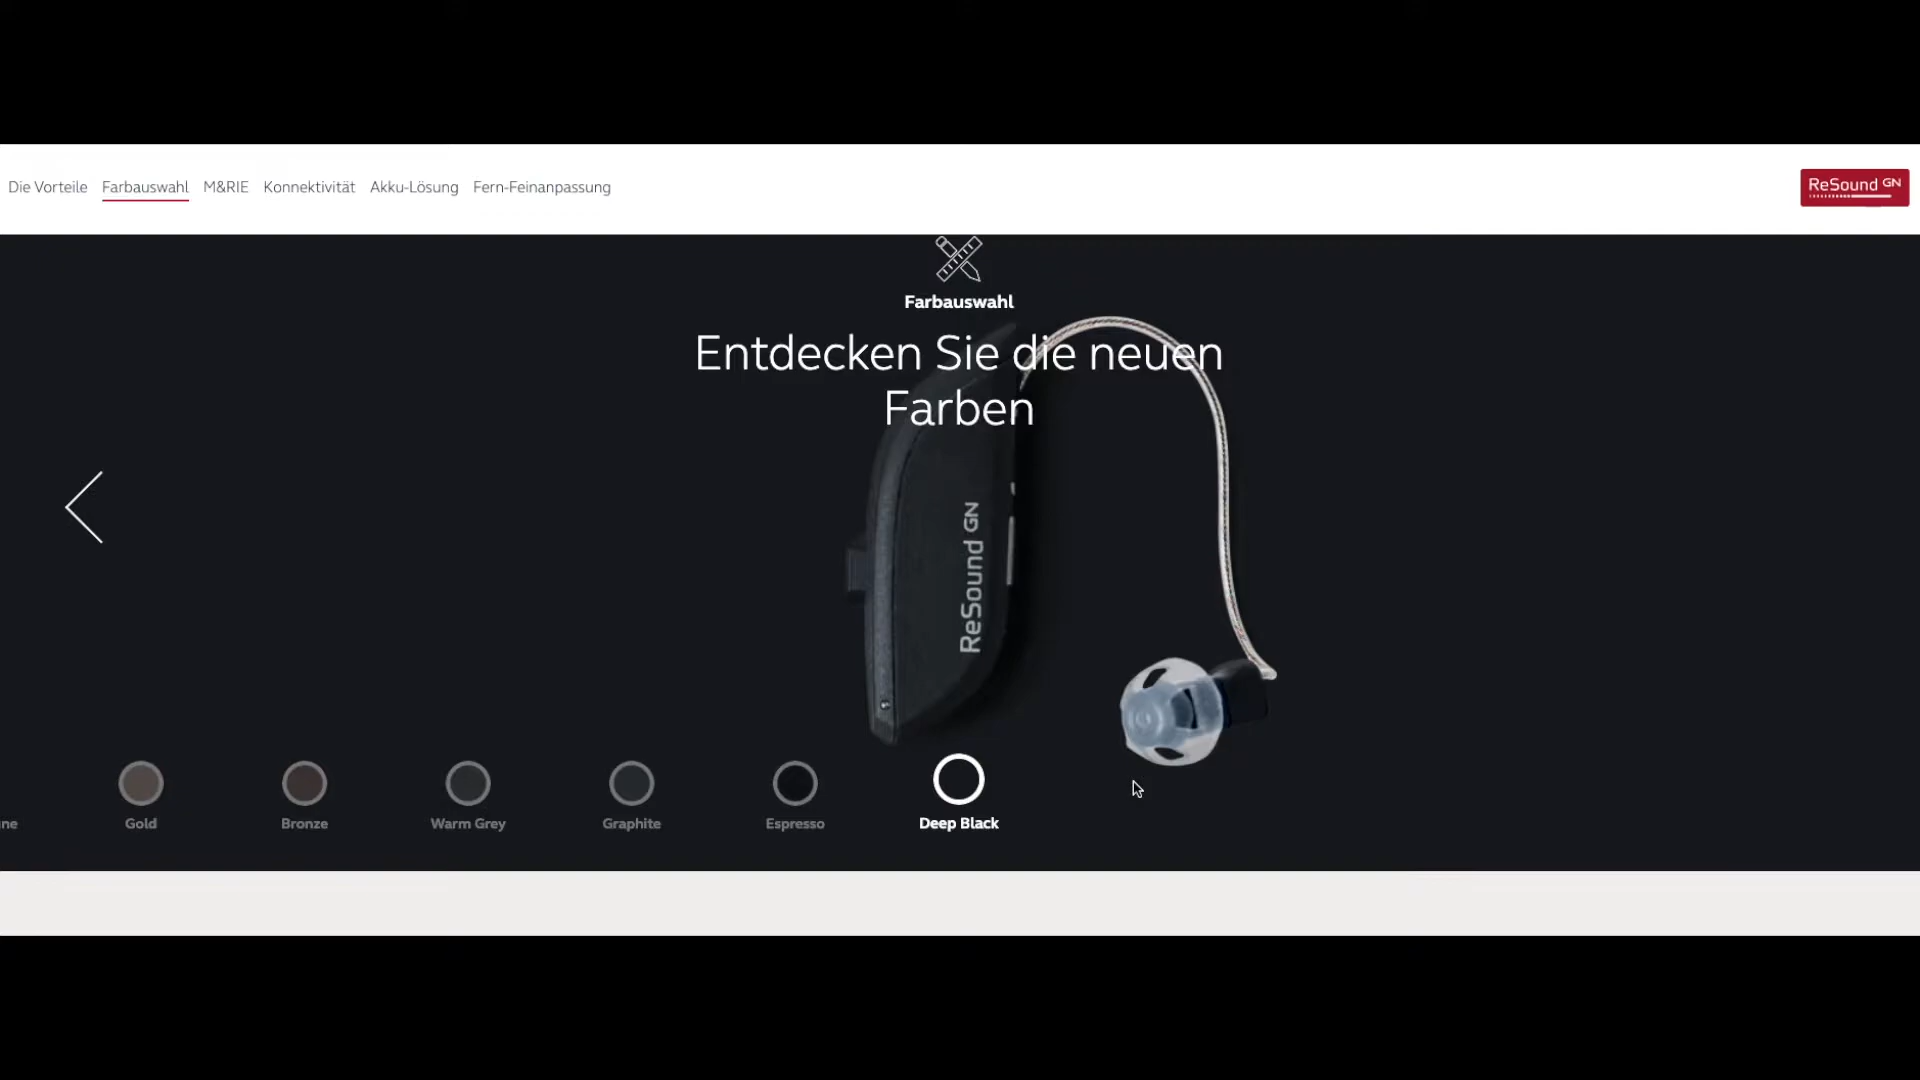 Die Vorteile Farbauswahl M&RIE Konnektivität Akku-Lösung Fern-Feinanpassung
ReSound GN
Farbauswahl
Entdecken Sie die neuen
Farben
ReSound GN
ne Gold Bronze Warm Grey Graphite Espresso Deep Black